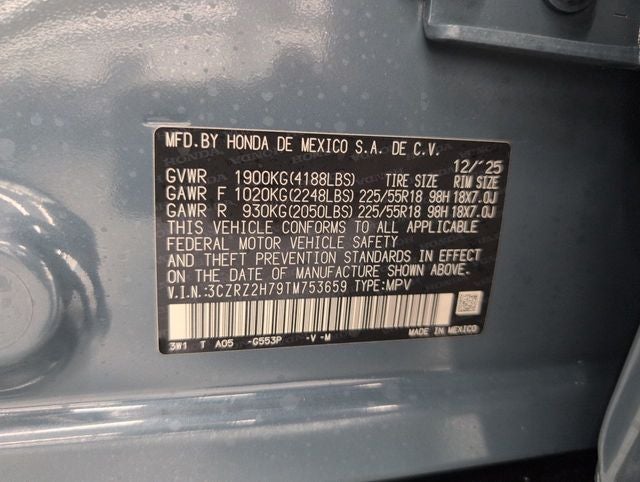 MFD.BY HONDA DE MEXICO S.A. DE C.V.
12/'25
GVWR 1900KG(4188LBS) TIRE SIZE RIM SIZE
GAWR F 1020KG(2248LBS) 225/55R18 98H 18X7.0J
GAWR R 930KG(2050LBS) 225/55R18 98H 18X7.0J
THIS VEHICLE CONFORMS TO ALL APPLICABLE
FEDERAL MOTOR VEHICLE SAFETY
AND THEFT PREVENTION STANDARDS IN EFFECT
ON THE DATE OF MANUFACTURE SHOWN ABOVE.
V.I.N.:3CZRZ2H79TM753659 TYPE:MPV
3W1 T A05 -G553P -V-M MADE IN MEXICO